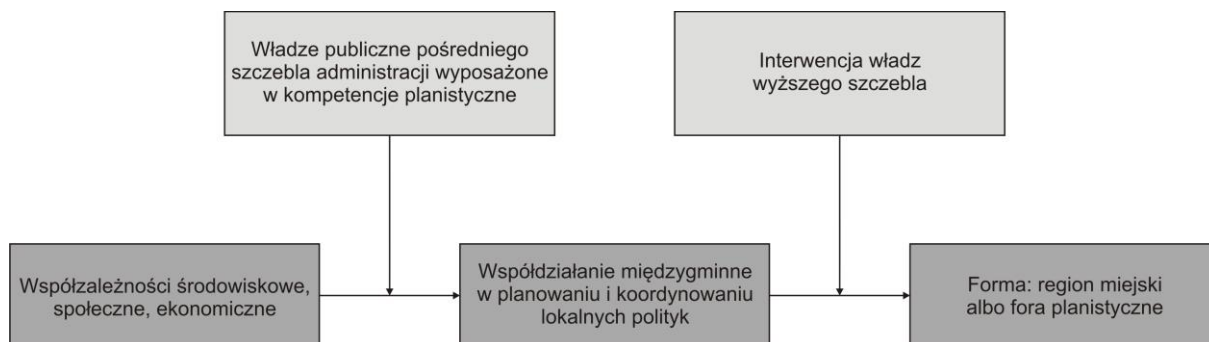 Władze publiczne pośredniego
szczebla administracji wyposażone
w kompetencje planistyczne
Interwencja władz
wyższego szczebla
Współzależności środowiskowe,
społeczne, ekonomiczne
Współdziałanie międzygminne
w planowaniu i koordynowaniu
lokalnych polityk
Forma: region miejski
albo fora planistyczne